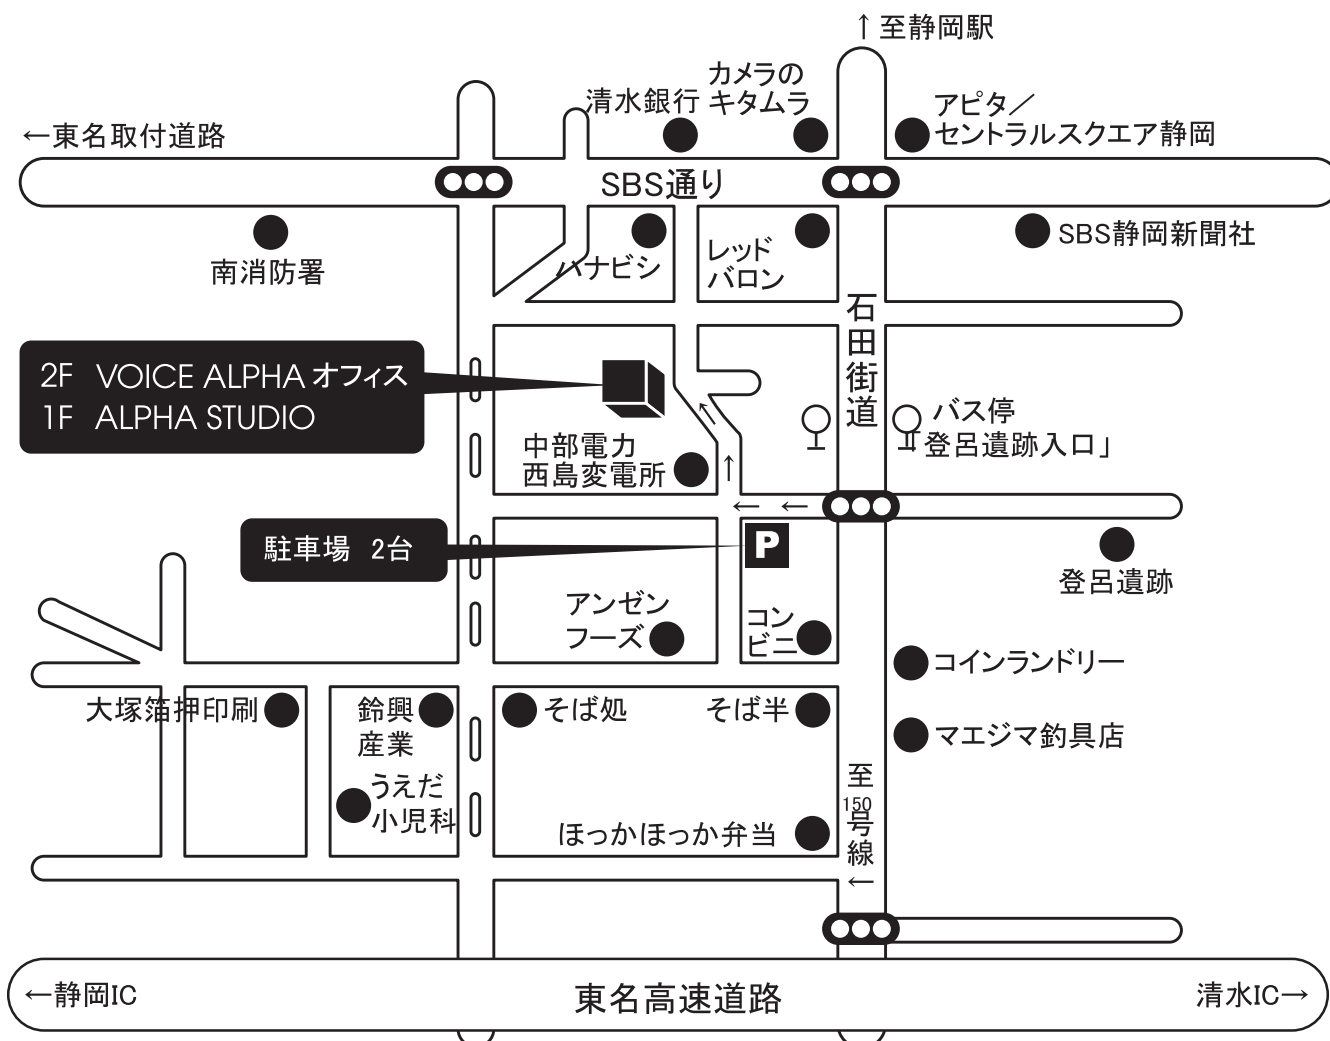 ↑至静岡駅
カメラの
キタムラ
清水銀行
アピタ／
セントラルスクエア静岡
←東名取付道路
SBS通り
南消防署
ハナビシ
レッド
バロン
SBS静岡新聞社
石田街道
2F VOICE ALPHA オフィス
1F ALPHA STUDIO
バス停
「登呂遺跡入口」
中部電力
西島変電所
← ←
↑
↑
駐車場 2台
P
登呂遺跡
アンゼン
フーズ
コン
ビニ
コインランドリー
大塚箔押印刷
鈴興
産業
そば処
そば半
マエジマ釣具店
うえだ
小児科
至150号線←
ほっかほっか弁当
←静岡IC
東名高速道路
清水IC→